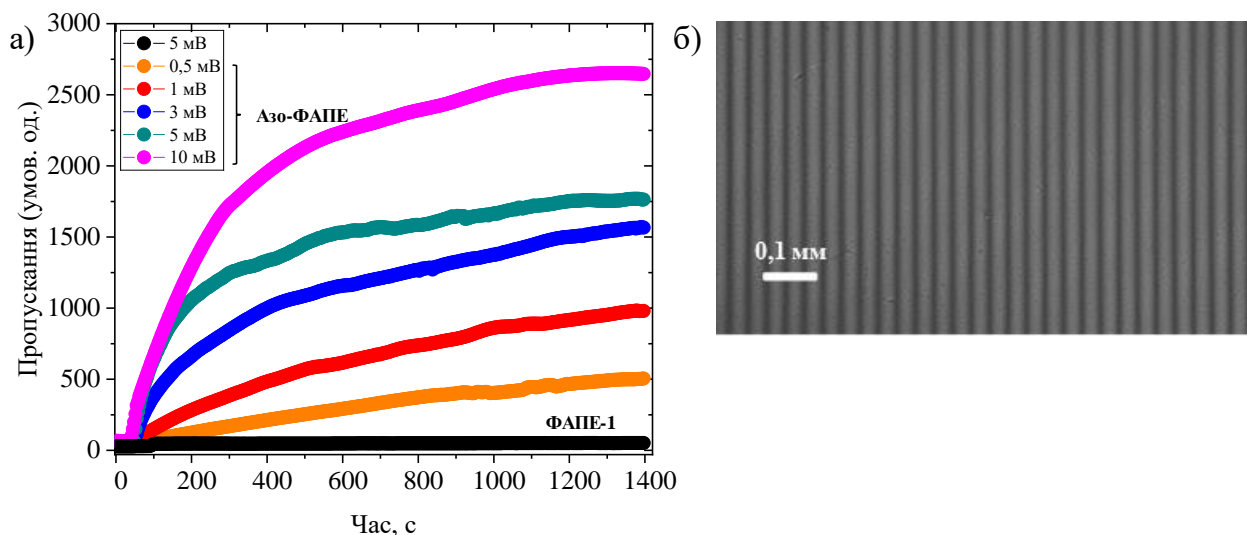 а)
3000
2500
2000
1500
1000
500
0
Пропускання (умов. од.)
5 мВ
0,5 мВ
1 мВ
3 мВ
5 мВ
10 мВ
Азо-ФАПЕ
ФАПЕ-1
0 200 400 600 800 1000 1200 1400
Час, с
б)
0,1 мм